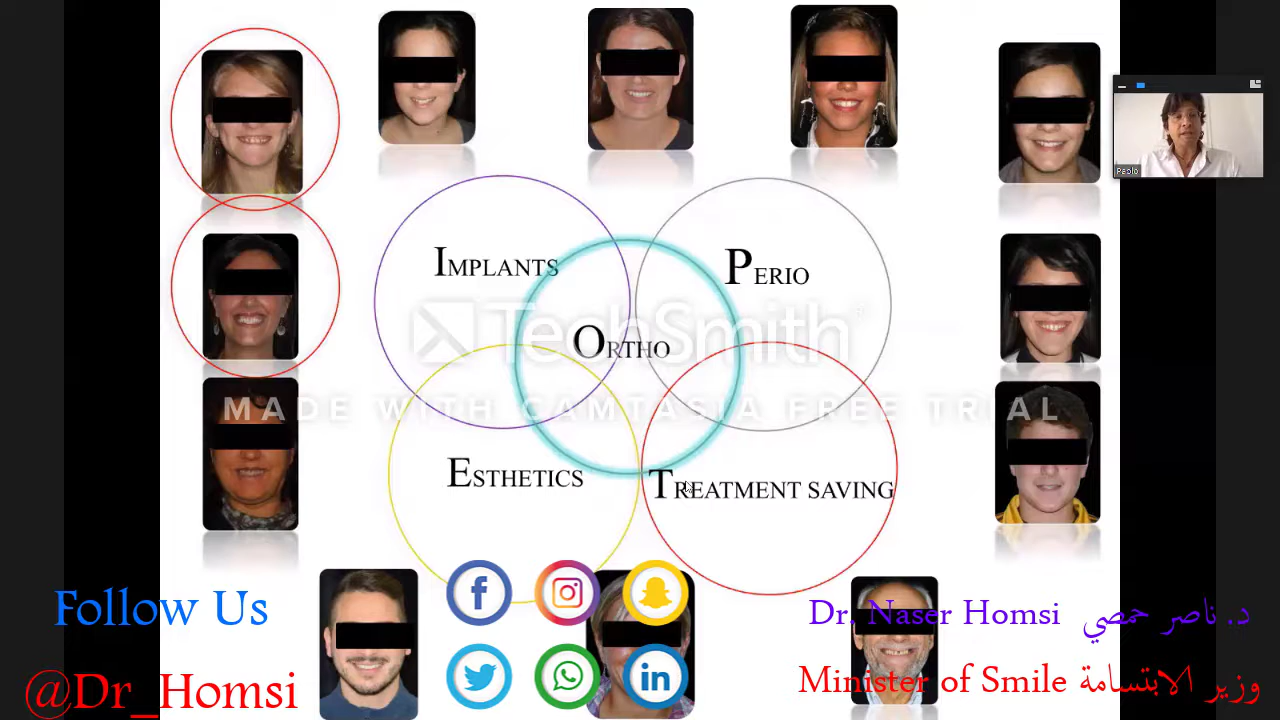 Paolo
IMPLANTS
PERIO
ORTHO
TechSmith
MADE WITH CAMTASIA FREE TRIAL
ESTHETICS
TREATMENT SAVING
Follow Us
Dr. Naser Homsi د. ناصر حمصي
@Dr_Homsi
Minister of Smile وزير الابتسامة